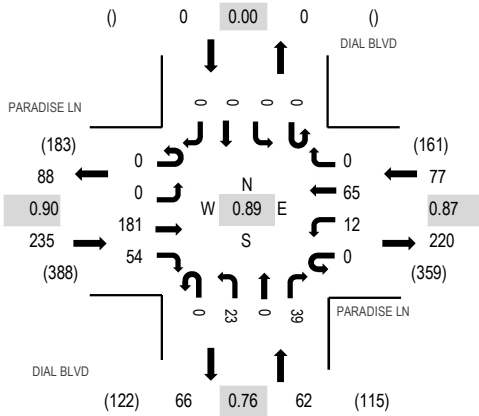 () 0 0.00 0 ()
DIAL BLVD
0 0 0 0
PARADISE LN
(183) (161)
0 0
88 77
0 65
0.90 N 0.87
W 0.89 E
181 12
235 S 220
54 0
(388) (359)
0 23 0 39
PARADISE LN
DIAL BLVD
(122) 66 0.76 62 (115)